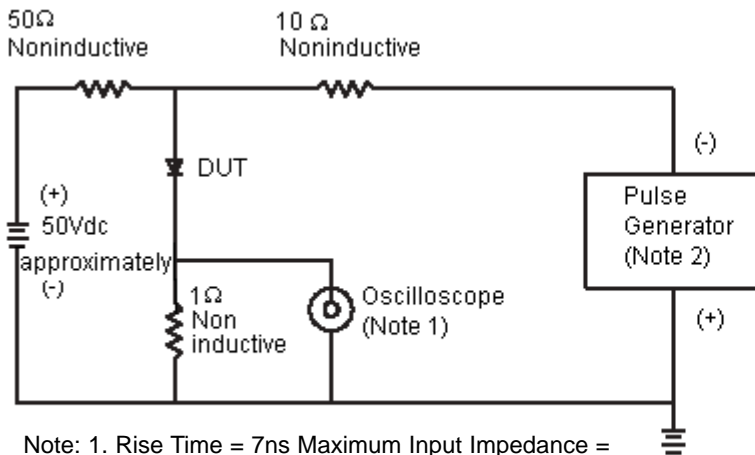 50Ω
Noninductive
10 Ω
Noninductive
DUT
(+)
50Vdc
approximately
(-)
1Ω
Non
inductive
Oscilloscope
(Note 1)
(-)
Pulse
Generator
(Note 2)
(+)
Note: 1. Rise Time = 7ns Maximum Input Impedance =